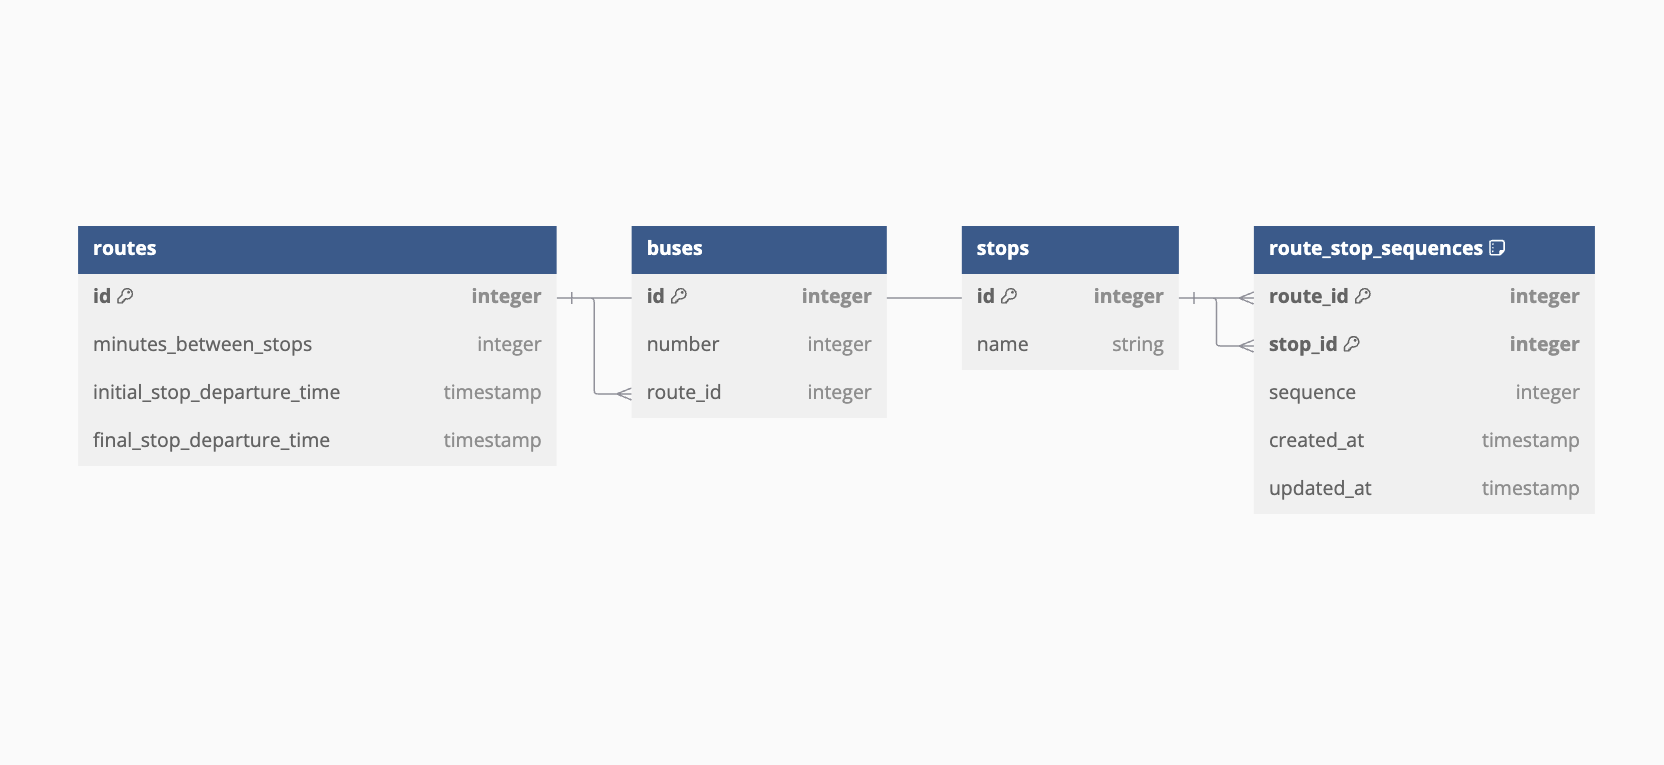 routes
id integer
minutes_between_stops integer
initial_stop_departure_time timestamp
final_stop_departure_time timestamp
buses
id integer
number integer
route_id integer
stops
id integer
name string
route_stop_sequences
route_id integer
stop_id integer
sequence integer
created_at timestamp
updated_at timestamp